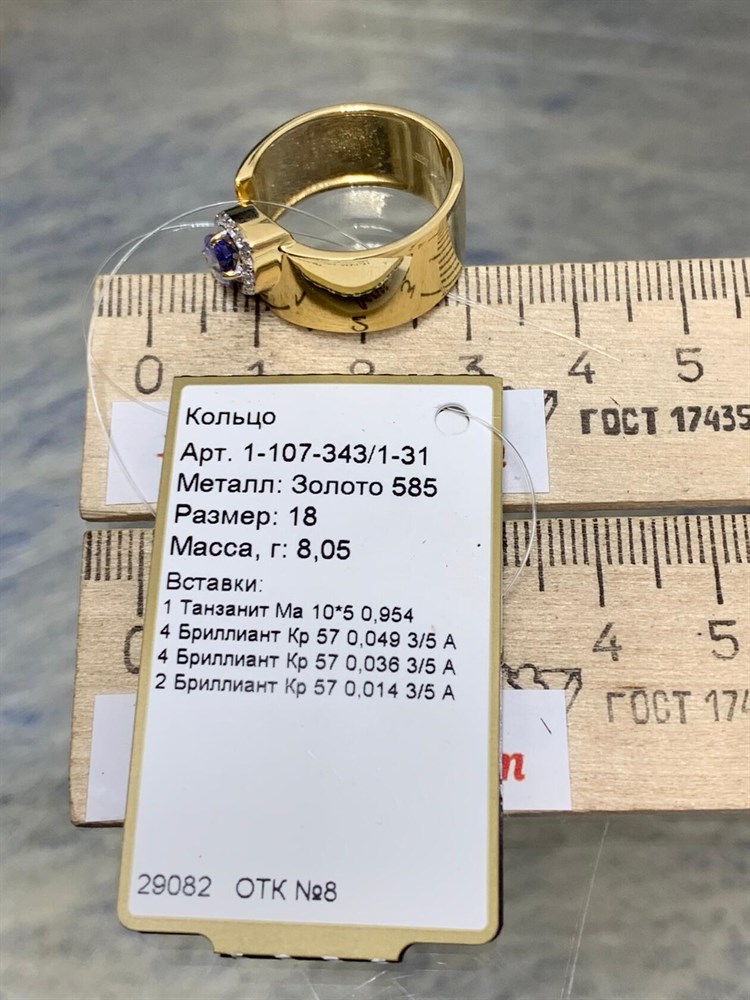 0 1 2 3 4 5
ГОСТ 17435
Кольцо
Арт. 1-107-343/1-31
Металл: Золото 585
Размер: 18
Масса, г: 8,05
Вставки:
1 Танзанит Ма 10*5 0,954
4 Бриллиант Кр 57 0,049 3/5 А
4 Бриллиант Кр 57 0,036 3/5 А
2 Бриллиант Кр 57 0,014 3/5 А
29082 ОТК №8
0 4 5
ГОСТ 174
т